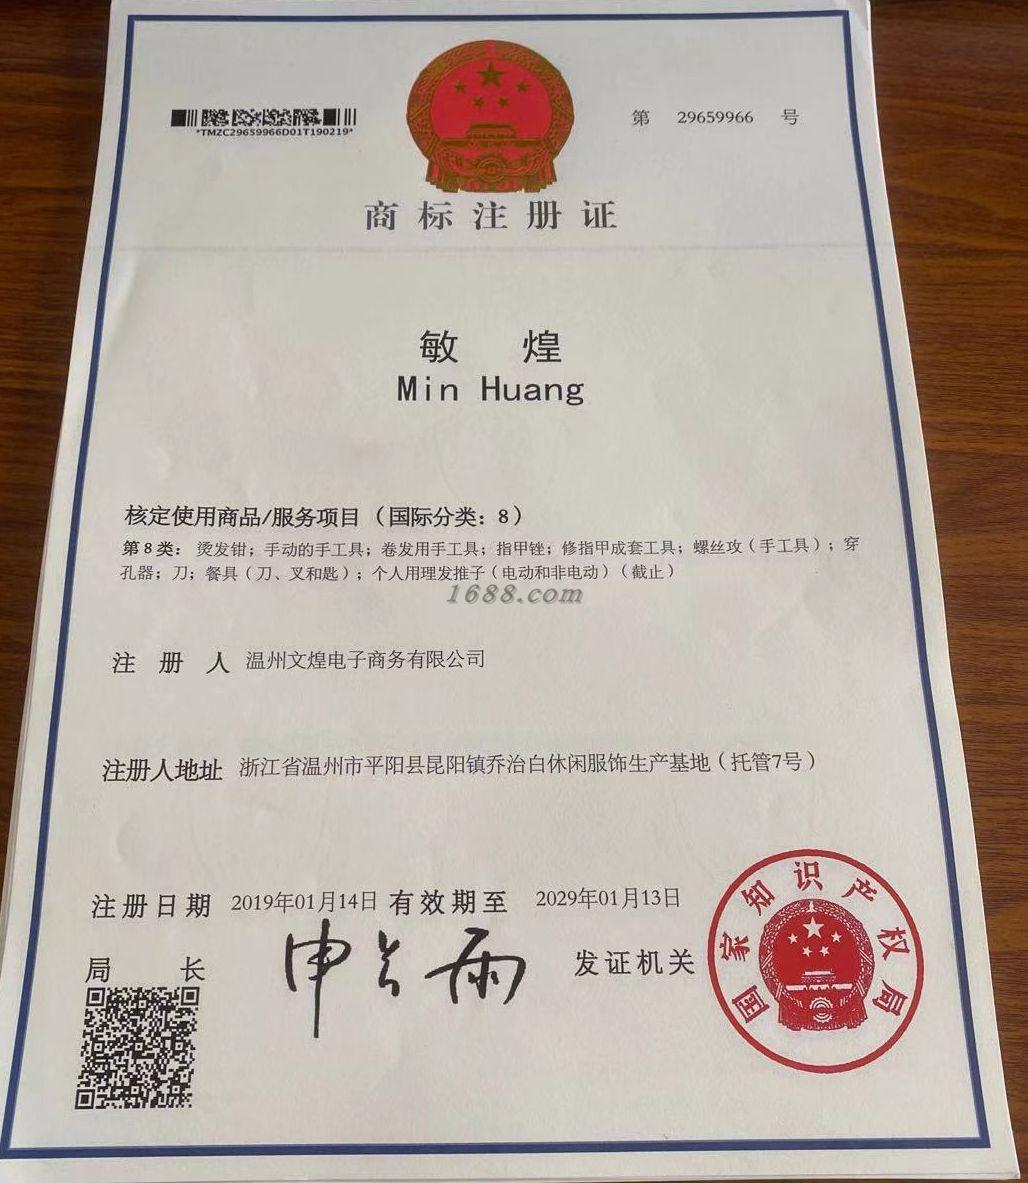 *TMZC29659966D01T190219*
第 29659966 号
商标注册证
敏 煌
Min Huang
核定使用商品/服务项目（国际分类：8）
第8类：烫发钳；手动的手工具；卷发用手工具；指甲锉；修指甲成套工具；螺丝攻（手工具）；穿
孔器；刀；餐具（刀、叉和匙）；个人用理发推子（电动和非电动）（截止）
1688.com
注 册 人 温州文煌电子商务有限公司
注册人地址 浙江省温州市平阳县昆阳镇乔治白休闲服饰生产基地（托管7号）
注册日期 2019年01月14日 有效期至 2029年01月13日
局 长 申长雨 发证机关
国家知识产权局